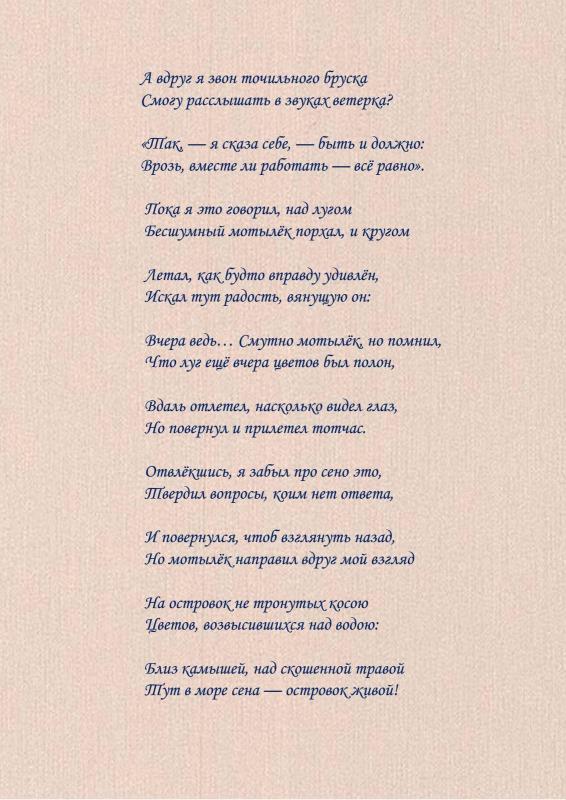 А вдруг я звон точильного бруска
Смогу расслышать в звуках ветерка?
«Так, — я сказа себе, — быть и должно:
Врозь, вместе ли работать — всё равно».
Пока я это говорил, над лугом
Бесшумный мотылёк порхал, и кругом
Летал, как будто вправду удивлён,
Искал тут радость, вянущую он:
Вчера ведь… Смутно мотылёк, но помнил,
Что луг ещё вчера цветов был полон,
Вдаль отлетел, насколько видел глаз,
Но повернул и прилетел тотчас.
Отвлёкшись, я забыл про сено это,
Твердил вопросы, коим нет ответа,
И повернулся, чтоб взглянуть назад,
Но мотылёк направил вдруг мой взгляд
На островок не тронутых косою
Цветов, возвысившихся над водою:
Близ камышей, над скошенной травой
Тут в море сена — островок живой!